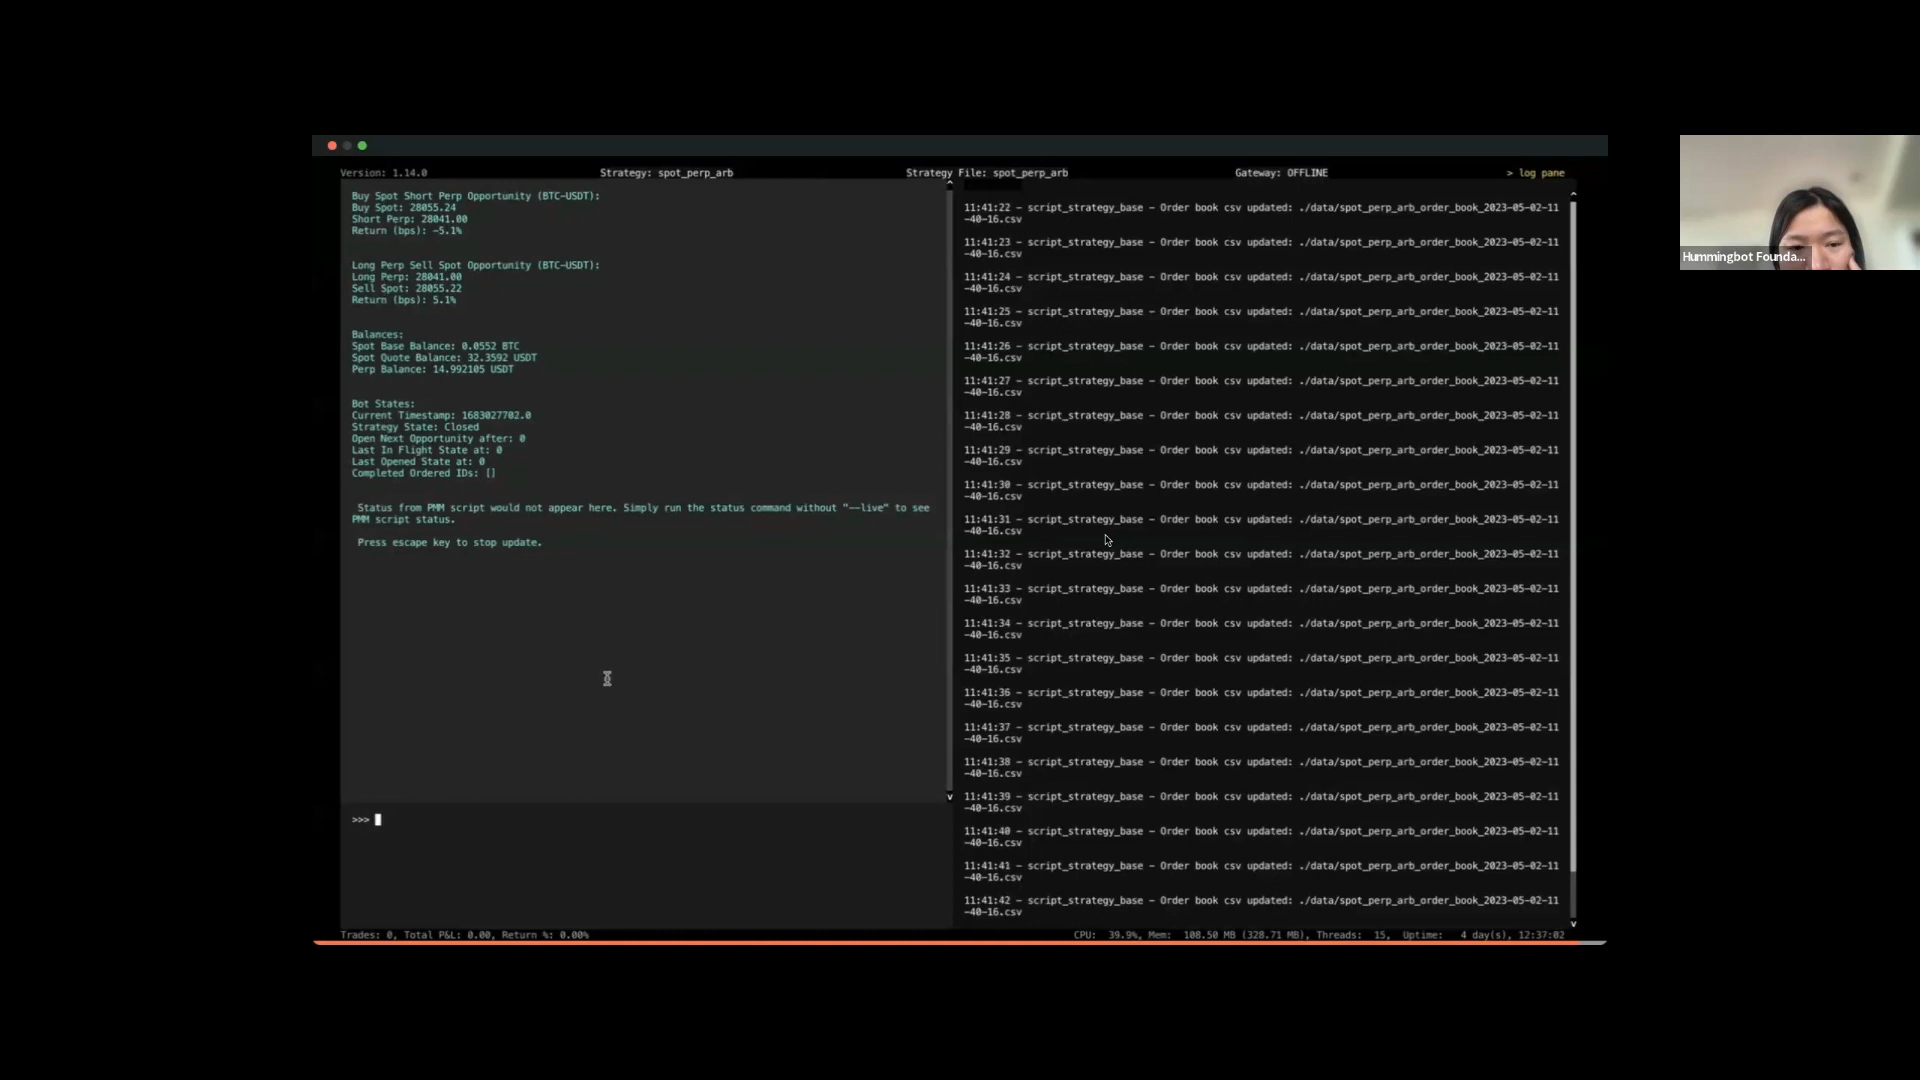 Version: 1.14.0
Strategy: spot_perp_arb
Strategy File: spot_perp_arb
Gateway: OFFLINE
> log pane
Buy Spot Short Perp Opportunity (BTC-USDT):
Buy Spot: 28055.24
Short Perp: 28041.00
Return (bps): -5.1%
Long Perp Sell Spot Opportunity (BTC-USDT):
Long Perp: 28041.00
Sell Spot: 28055.22
Return (bps): 5.1%
Balances:
Spot Base Balance: 0.0552 BTC
Spot Quote Balance: 32.3592 USDT
Perp Balance: 14.992105 USDT
Bot States:
Current Timestamp: 1683027702.0
Strategy State: Closed
Open Next Opportunity after: 0
Last In Flight State at: 0
Last Opened State at: 0
Completed Ordered IDs: []
Status from PMM script would not appear here. Simply run the status command without "--live" to see
PMM script status.
Press escape key to stop update.
>>>
11:41:22 - script_strategy_base - Order book csv updated: ./data/spot_perp_arb_order_book_2023-05-02-11
-40-16.csv
11:41:23 - script_strategy_base - Order book csv updated: ./data/spot_perp_arb_order_book_2023-05-02-11
-40-16.csv
11:41:24 - script_strategy_base - Order book csv updated: ./data/spot_perp_arb_order_book_2023-05-02-11
-40-16.csv
11:41:25 - script_strategy_base - Order book csv updated: ./data/spot_perp_arb_order_book_2023-05-02-11
-40-16.csv
11:41:26 - script_strategy_base - Order book csv updated: ./data/spot_perp_arb_order_book_2023-05-02-11
-40-16.csv
11:41:27 - script_strategy_base - Order book csv updated: ./data/spot_perp_arb_order_book_2023-05-02-11
-40-16.csv
11:41:28 - script_strategy_base - Order book csv updated: ./data/spot_perp_arb_order_book_2023-05-02-11
-40-16.csv
11:41:29 - script_strategy_base - Order book csv updated: ./data/spot_perp_arb_order_book_2023-05-02-11
-40-16.csv
11:41:30 - script_strategy_base - Order book csv updated: ./data/spot_perp_arb_order_book_2023-05-02-11
-40-16.csv
11:41:31 - script_strategy_base - Order book csv updated: ./data/spot_perp_arb_order_book_2023-05-02-11
-40-16.csv
11:41:32 - script_strategy_base - Order book csv updated: ./data/spot_perp_arb_order_book_2023-05-02-11
-40-16.csv
11:41:33 - script_strategy_base - Order book csv updated: ./data/spot_perp_arb_order_book_2023-05-02-11
-40-16.csv
11:41:34 - script_strategy_base - Order book csv updated: ./data/spot_perp_arb_order_book_2023-05-02-11
-40-16.csv
11:41:35 - script_strategy_base - Order book csv updated: ./data/spot_perp_arb_order_book_2023-05-02-11
-40-16.csv
11:41:36 - script_strategy_base - Order book csv updated: ./data/spot_perp_arb_order_book_2023-05-02-11
-40-16.csv
11:41:37 - script_strategy_base - Order book csv updated: ./data/spot_perp_arb_order_book_2023-05-02-11
-40-16.csv
11:41:38 - script_strategy_base - Order book csv updated: ./data/spot_perp_arb_order_book_2023-05-02-11
-40-16.csv
11:41:39 - script_strategy_base - Order book csv updated: ./data/spot_perp_arb_order_book_2023-05-02-11
-40-16.csv
11:41:40 - script_strategy_base - Order book csv updated: ./data/spot_perp_arb_order_book_2023-05-02-11
-40-16.csv
11:41:41 - script_strategy_base - Order book csv updated: ./data/spot_perp_arb_order_book_2023-05-02-11
-40-16.csv
11:41:42 - script_strategy_base - Order book csv updated: ./data/spot_perp_arb_order_book_2023-05-02-11
-40-16.csv
Trades: 0, Total P&L: 0.00, Return %: 0.00%
CPU: 39.9%, Mem: 108.50 MB (328.71 MB), Threads: 15, Uptime: 4 day(s), 12:37:02
Hummingbot Founda...